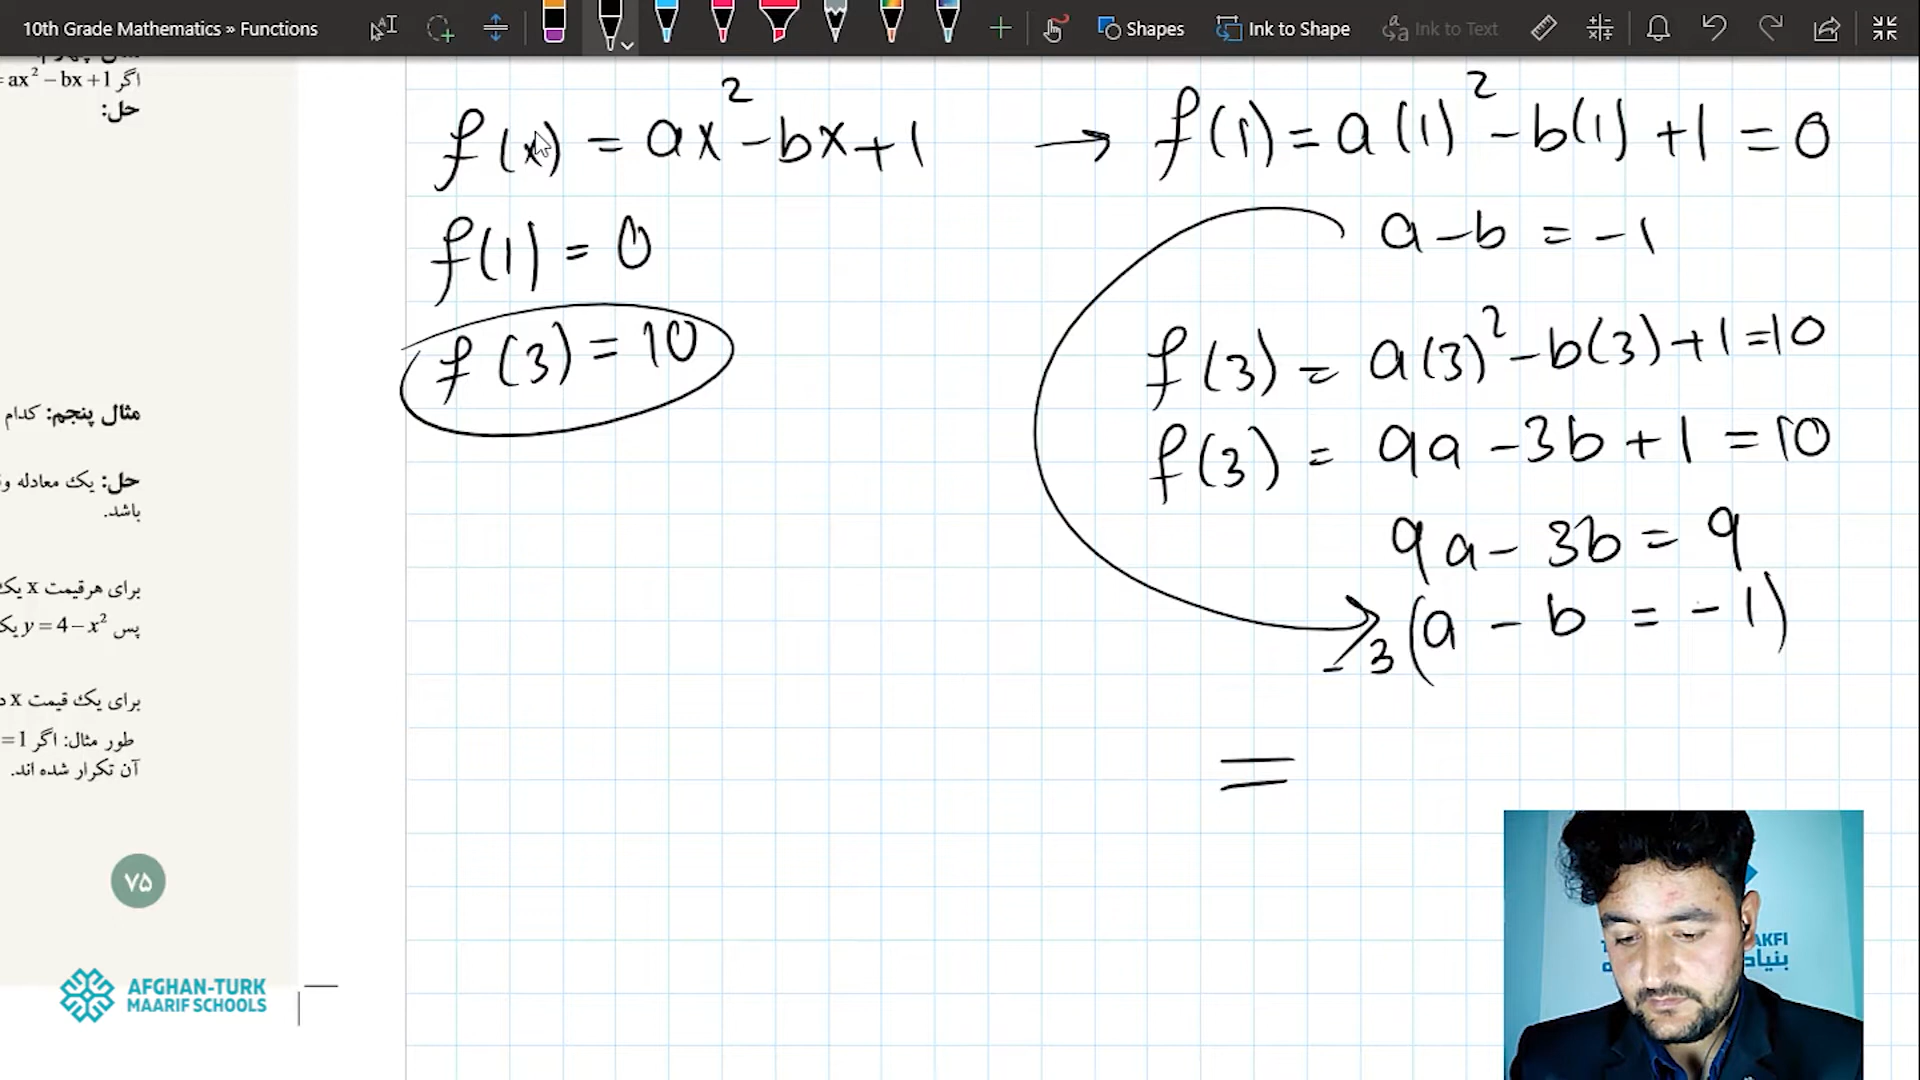 10th Grade Mathematics » Functions
Shapes
Ink to Shape
Ink to Text
اگر ax² − bx + 1 =
حل:
مثال پنجم: کدام
حل: یک معادله
باشد.
برای هر قیمت x یک
پس y = 4 − x² یک
برای یک قیمت x
طور مثال: اگر 1 =
آن تکرار شده اند.
۷۵
AFGHAN-TURK
MAARIF SCHOOLS
f(x) = ax² − bx + 1
f(1) = 0
f(3) = 10
→ f(1) = a(1)² − b(1) + 1 = 0
a − b = −1
f(3) = a(3)² − b(3) + 1 = 10
f(3) = 9a − 3b + 1 = 10
9a − 3b = 9
−3(a − b = −1)
=
AKFI